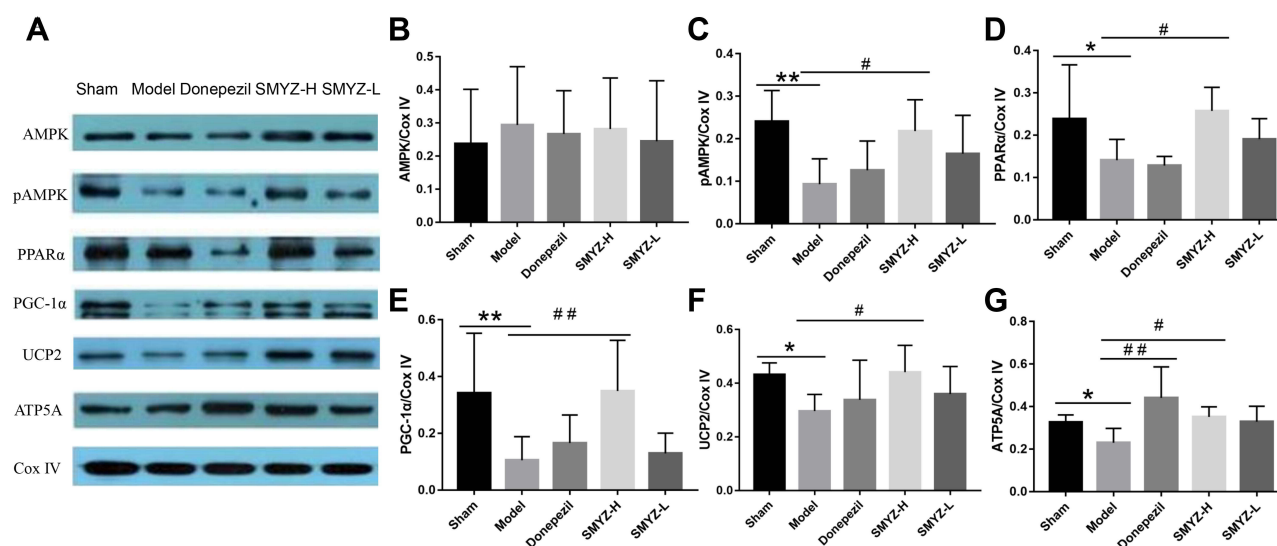 A
Sham Model Donepezil SMYZ-H SMYZ-L
AMPK
pAMPK
PPARα
PGC-1α
UCP2
ATP5A
Cox IV
B
AMPK/Cox IV
0.6
0.5
0.4
0.3
0.2
0.1
0.0
Sham
Model
Donepezil
SMYZ-H
SMYZ-L
C
pAMPK/Cox IV
0.4
0.3
0.2
0.1
0.0
**
#
Sham
Model
Donepezil
SMYZ-H
SMYZ-L
D
PPARα/Cox IV
0.4
0.3
0.2
0.1
0.0
*
#
Sham
Model
Donepezil
SMYZ-H
SMYZ-L
E
PGC-1α/Cox IV
0.6
0.4
0.2
0.0
**
# #
Sham
Model
Donepezil
SMYZ-H
SMYZ-L
F
UCP2/Cox IV
0.6
0.4
0.2
0.0
*
#
Sham
Model
Donepezil
SMYZ-H
SMYZ-L
G
ATP5A/Cox IV
0.8
0.6
0.4
0.2
0.0
*
# #
#
Sham
Model
Donepezil
SMYZ-H
SMYZ-L